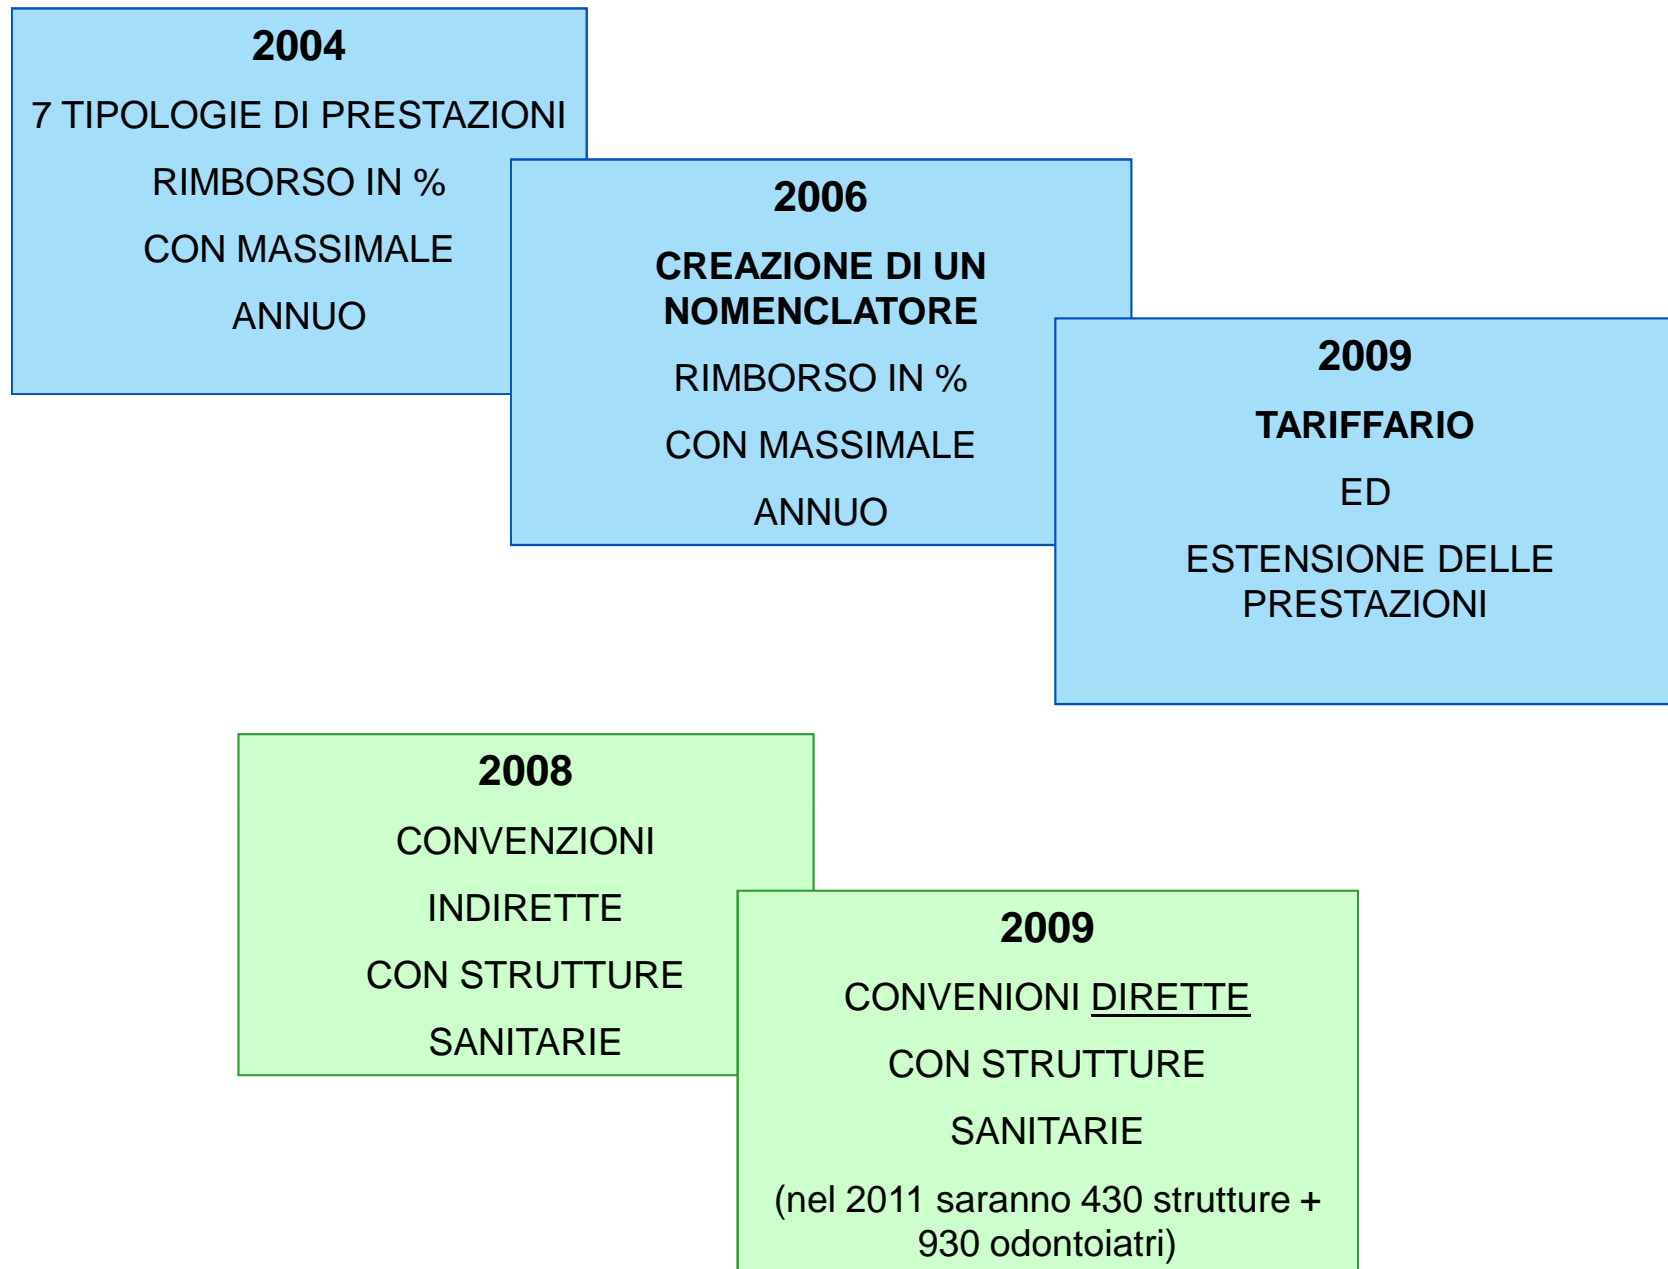 2004
7 TIPOLOGIE DI PRESTAZIONI
RIMBORSO IN %
CON MASSIMALE
ANNUO
2006
CREAZIONE DI UN
NOMENCLATORE
RIMBORSO IN %
CON MASSIMALE
ANNUO
2009
TARIFFARIO
ED
ESTENSIONE DELLE
PRESTAZIONI
2008
CONVENZIONI
INDIRETTE
CON STRUTTURE
SANITARIE
2009
CONVENIONI DIRETTE
CON STRUTTURE
SANITARIE
(nel 2011 saranno 430 strutture +
930 odontoiatri)